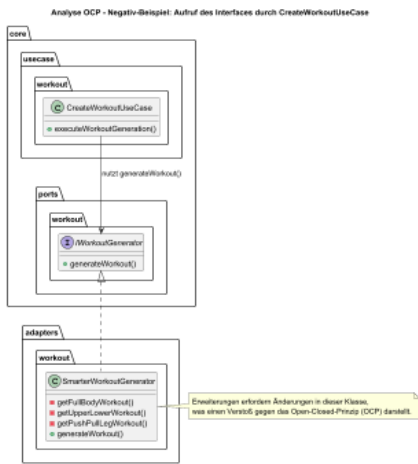 Analyse OCP - Negativ-Beispiel: Aufruf des Interfaces durch CreateWorkoutUseCase
core
usecase
workout
C CreateWorkoutUseCase
executeWorkoutGeneration()
nutzt generateWorkout()
ports
workout
I IWorkoutGenerator
generateWorkout()
adapters
workout
C SmarterWorkoutGenerator
getFullBodyWorkout()
getUpperLowerWorkout()
getPushPullLegWorkout()
generateWorkout()
Erweiterungen erfordern Änderungen in dieser Klasse,
was einen Verstoß gegen das Open-Closed-Prinzip (OCP) darstellt.